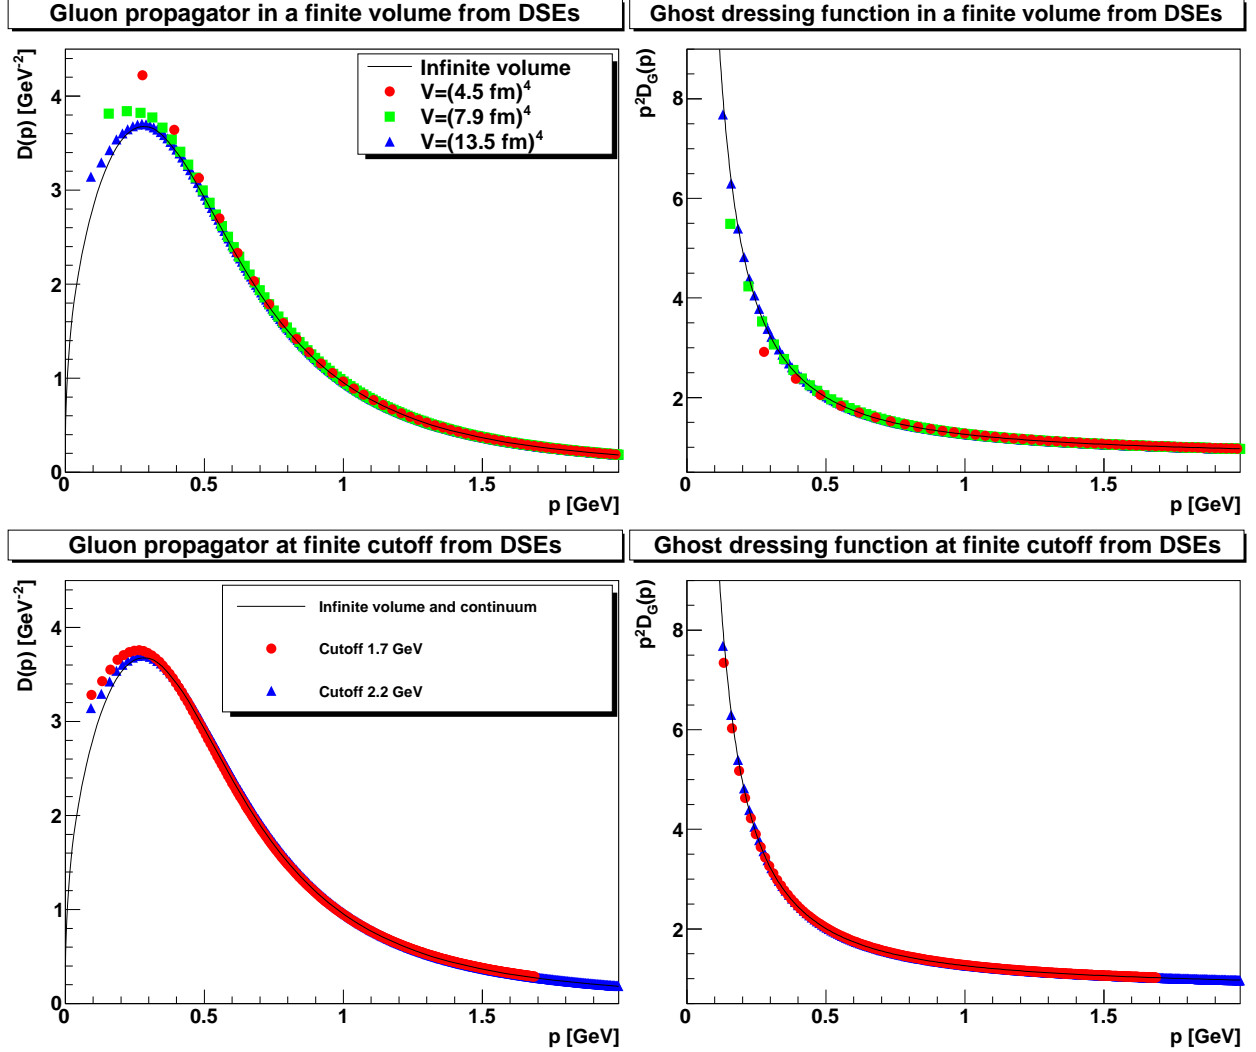 Gluon propagator in a finite volume from DSEs
D(p) [GeV⁻²]
4
3
2
1
0
0
0.5
1
1.5
p [GeV]
Infinite volume
V=(4.5 fm)⁴
V=(7.9 fm)⁴
V=(13.5 fm)⁴
Ghost dressing function in a finite volume from DSEs
p²D_G(p)
8
6
4
2
0
0.5
1
1.5
p [GeV]
Gluon propagator at finite cutoff from DSEs
D(p) [GeV⁻²]
4
3
2
1
0
0
0.5
1
1.5
p [GeV]
Infinite volume and continuum
Cutoff 1.7 GeV
Cutoff 2.2 GeV
Ghost dressing function at finite cutoff from DSEs
p²D_G(p)
8
6
4
2
0
0.5
1
1.5
p [GeV]